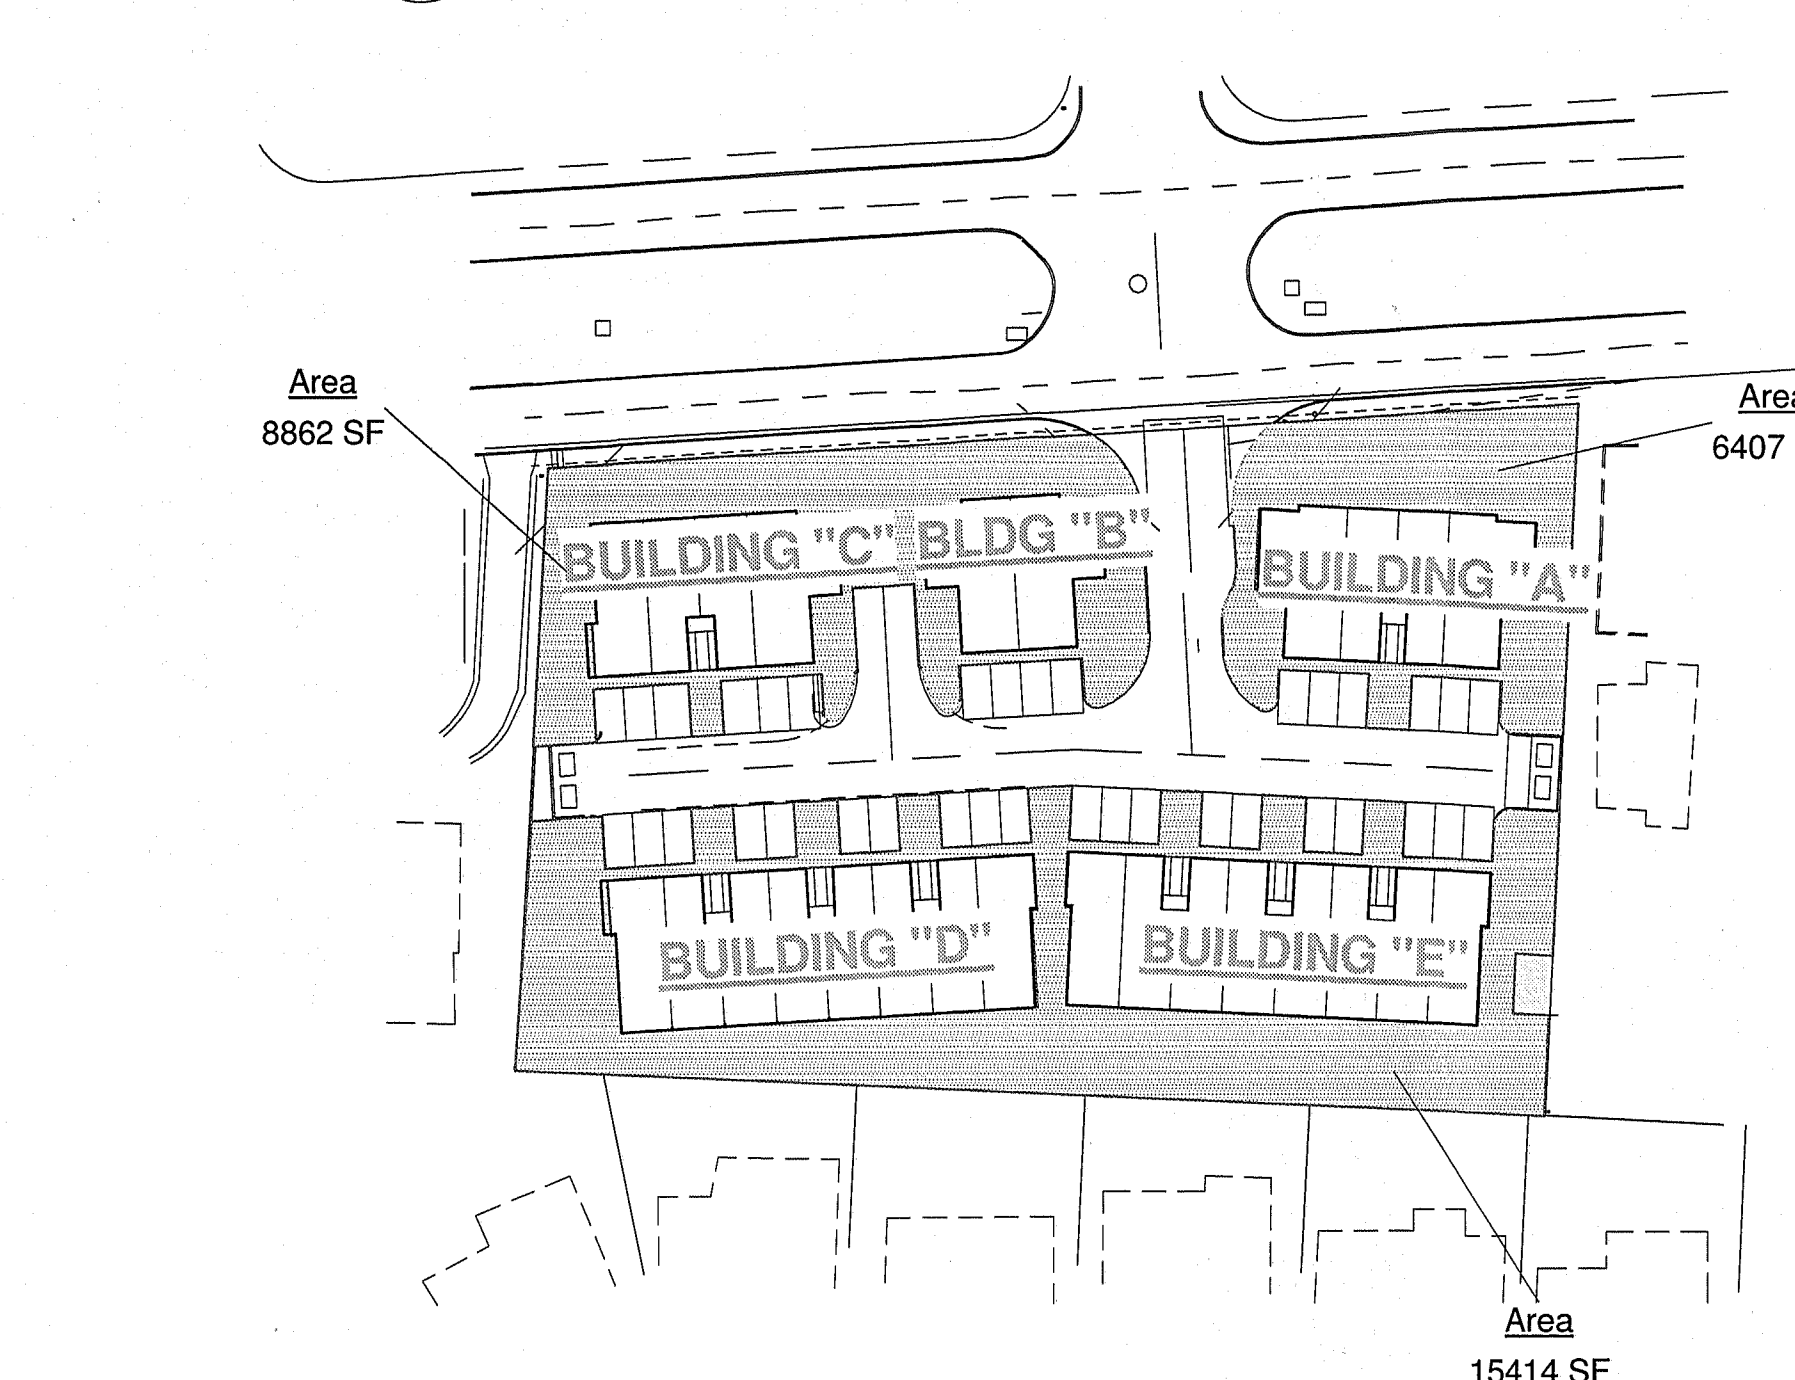 Area
8862 SF
Area
6407
BUILDING "C"
BLDG "B"
BUILDING "A"
BUILDING "D"
BUILDING "E"
Area
15414 SF